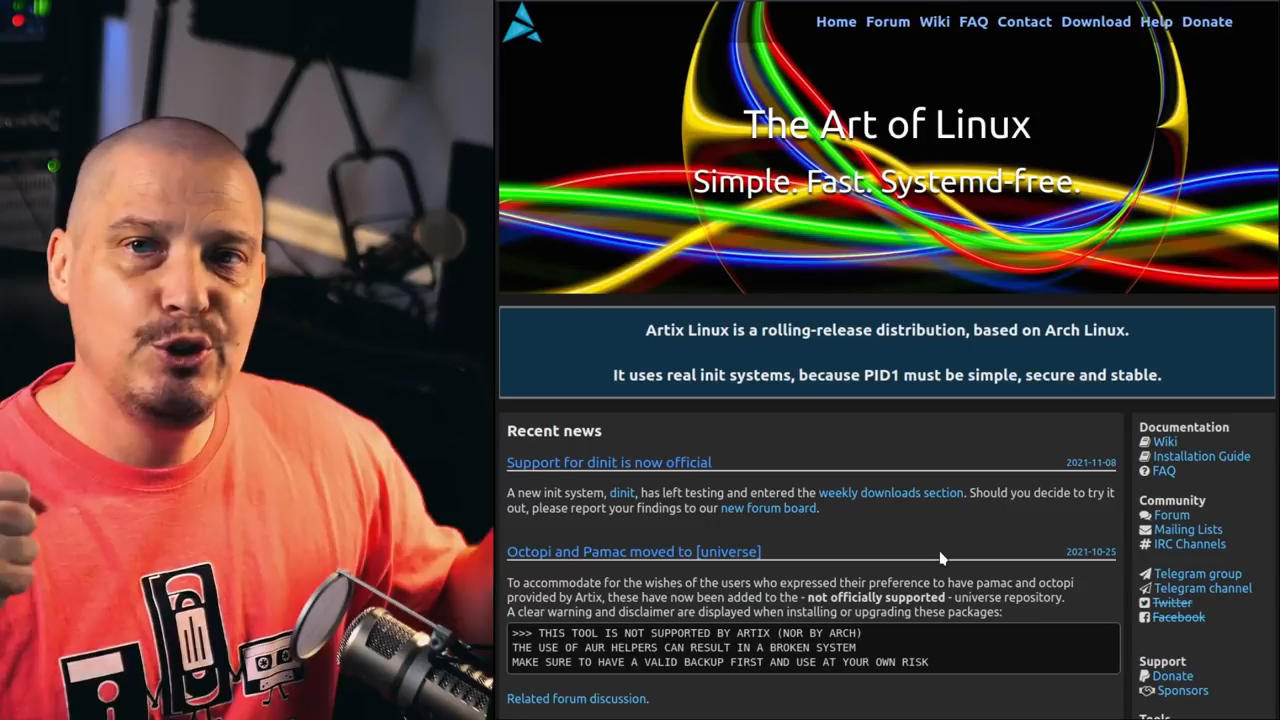 Home Forum Wiki FAQ Contact Download Help Donate
The Art of Linux
Simple. Fast. Systemd-free.
Artix Linux is a rolling-release distribution, based on Arch Linux.
It uses real init systems, because PID1 must be simple, secure and stable.
Recent news
Support for dinit is now official 2021-11-08
A new init system, dinit, has left testing and entered the weekly downloads section. Should you decide to try it
out, please report your findings to our new forum board.
Octopi and Pamac moved to [universe] 2021-10-25
To accommodate for the wishes of the users who expressed their preference to have pamac and octopi
provided by Artix, these have now been added to the - not officially supported - universe repository.
A clear warning and disclaimer are displayed when installing or upgrading these packages:
>>> THIS TOOL IS NOT SUPPORTED BY ARTIX (NOR BY ARCH)
THE USE OF AUR HELPERS CAN RESULT IN A BROKEN SYSTEM
MAKE SURE TO HAVE A VALID BACKUP FIRST AND USE AT YOUR OWN RISK
Related forum discussion.
Documentation
Wiki
Installation Guide
FAQ
Community
Forum
Mailing Lists
# IRC Channels
Telegram group
Telegram channel
Twitter
Facebook
Support
Donate
Sponsors